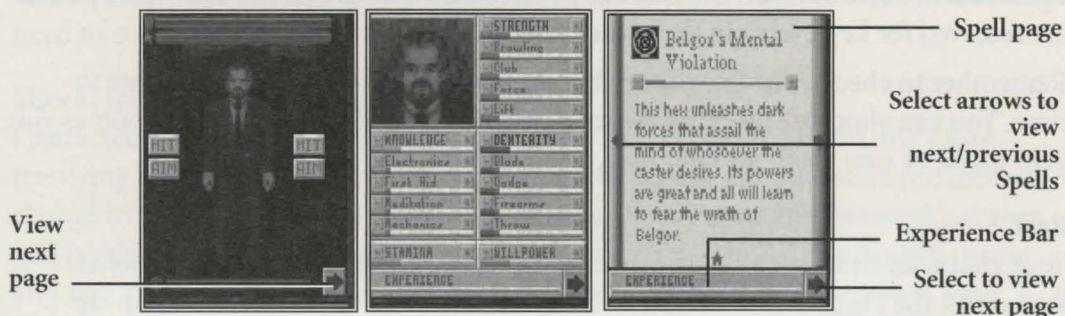 HIT
HIT
AIM
AIM
View
next
page
STRENGTH
Brawling
Club
Force
Lift
KNOWLEDGE
Electronics
First Aid
Meditation
Mechanics
DEXTERITY
Blade
Dodge
Firearms
Throw
STAMINA
WILLPOWER
EXPERIENCE
Belgor's Mental
Violation
This hex unleashes dark
forces that assail the
mind of whosoever the
caster desires. Its powers
are great and all will learn
to fear the wrath of
Belgor.
EXPERIENCE
Spell page
Select arrows to
view
next/previous
Spells
Experience Bar
Select to view
next page